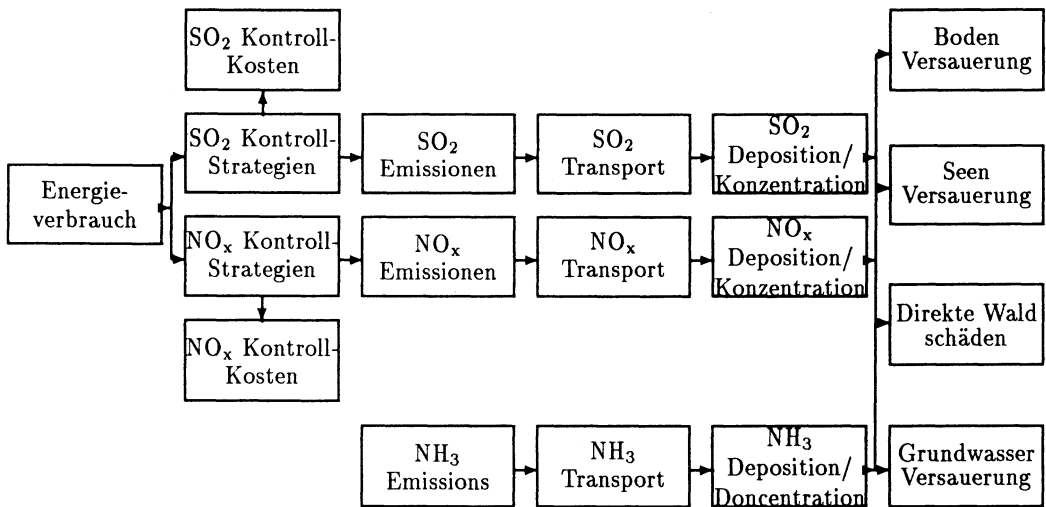 SO₂ Kontroll-
Kosten
Boden
Versauerung
SO₂ Kontroll-
Strategien
SO₂
Emissionen
SO₂
Transport
SO₂
Deposition/
Konzentration
Energie-
verbrauch
Seen
Versauerung
NOₓ Kontroll-
Strategien
NOₓ
Emissionen
NOₓ
Transport
NOₓ
Deposition/
Konzentration
Direkte Wald
schäden
NOₓ Kontroll-
Kosten
NH₃
Emissions
NH₃
Transport
NH₃
Deposition/
Doncentration
Grundwasser
Versauerung